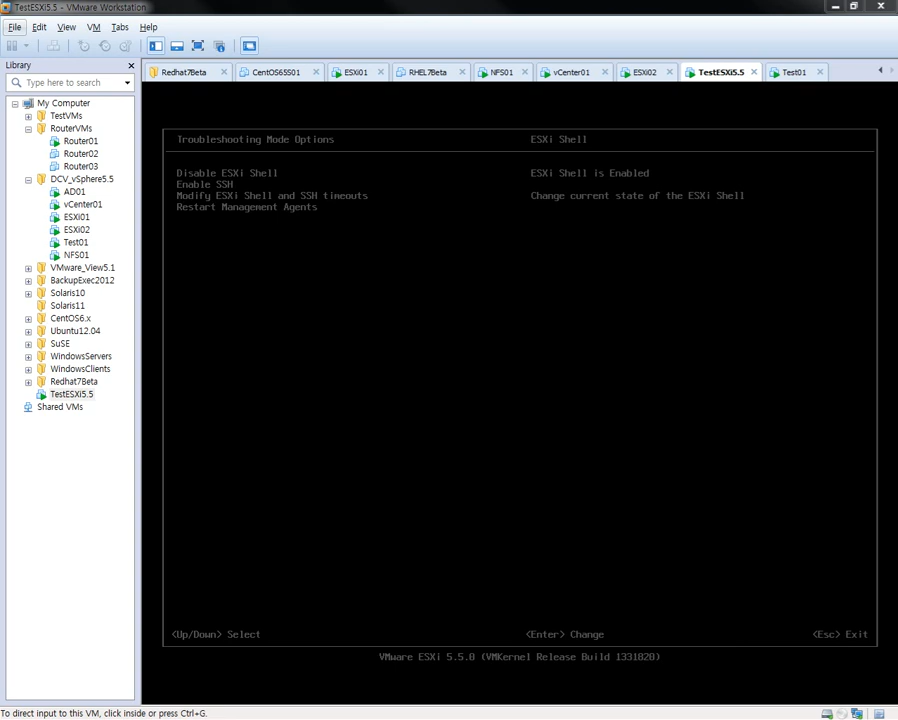 TestESXi5.5 - VMware Workstation
File Edit View VM Tabs Help
Library
Type here to search
My Computer
TestVMs
RouterVMs
Router01
Router02
Router03
DCV_vSphere5.5
AD01
vCenter01
ESXi01
ESXi02
Test01
NFS01
VMware_View5.1
BackupExec2012
Solaris10
Solaris11
CentOS6.x
Ubuntu12.04
SuSE
WindowsServers
WindowsClients
Redhat7Beta
TestESXi5.5
Shared VMs
Redhat7Beta CentOS65S01 ESXi01 RHEL7Beta NFS01 vCenter01 ESXi02 TestESXi5.5 Test01
Troubleshooting Mode Options ESXi Shell
Disable ESXi Shell ESXi Shell is Enabled
Enable SSH
Modify ESXi Shell and SSH timeouts Change current state of the ESXi Shell
Restart Management Agents
<Up/Down> Select <Enter> Change <Esc> Exit
VMware ESXi 5.5.0 (VMKernel Release Build 1331820)
To direct input to this VM, click inside or press Ctrl+G.